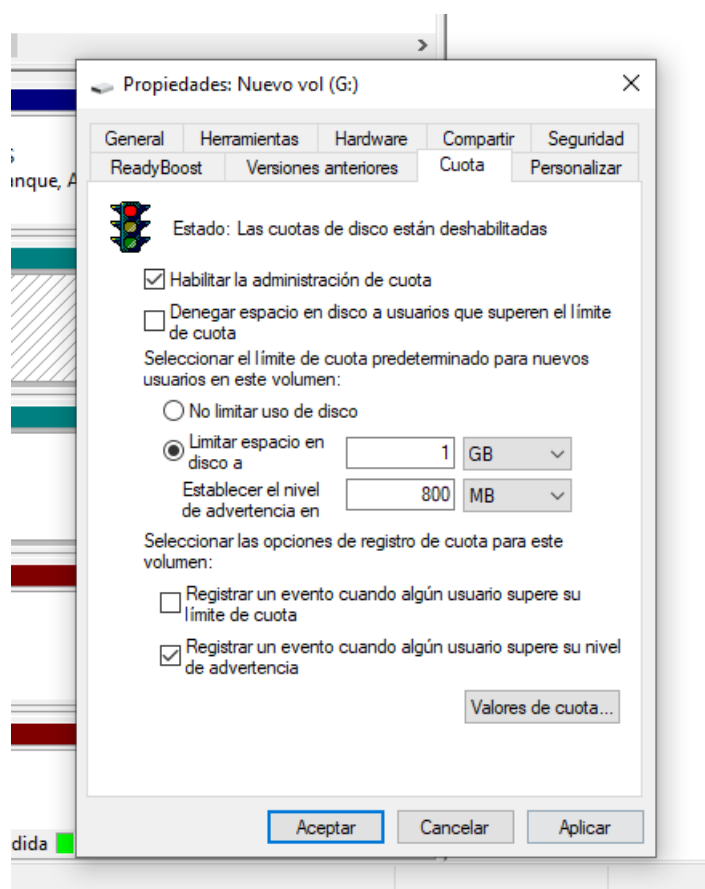 Propiedades: Nuevo vol (G:)
General Herramientas Hardware Compartir Seguridad
ReadyBoost Versiones anteriores Cuota Personalizar
anque, A
Estado: Las cuotas de disco están deshabilitadas
Habilitar la administración de cuota
Denegar espacio en disco a usuarios que superen el límite
de cuota
Seleccionar el límite de cuota predeterminado para nuevos
usuarios en este volumen:
No limitar uso de disco
Limitar espacio en
disco a
1 GB
Establecer el nivel
de advertencia en
800 MB
Seleccionar las opciones de registro de cuota para este
volumen:
Registrar un evento cuando algún usuario supere su
límite de cuota
Registrar un evento cuando algún usuario supere su nivel
de advertencia
Valores de cuota...
Aceptar Cancelar Aplicar
dida